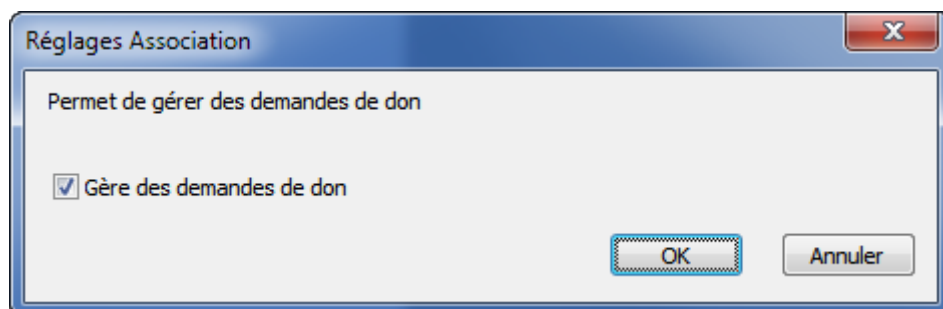 Réglages Association
Permet de gérer des demandes de don
Gère des demandes de don
OK
Annuler